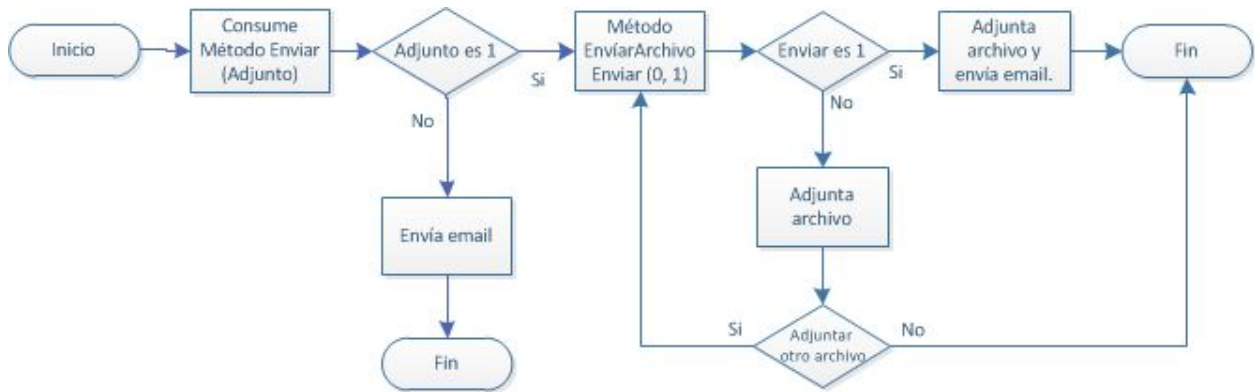 Inicio
Consume
Método Enviar
(Adjunto)
Adjunto es 1
Si
Método
EnvíarArchivo
Enviar (0, 1)
Enviar es 1
Si
Adjunta
archivo y
envía email.
Fin
No
No
Envía email
Adjunta
archivo
Fin
Si
Adjuntar
otro archivo
No